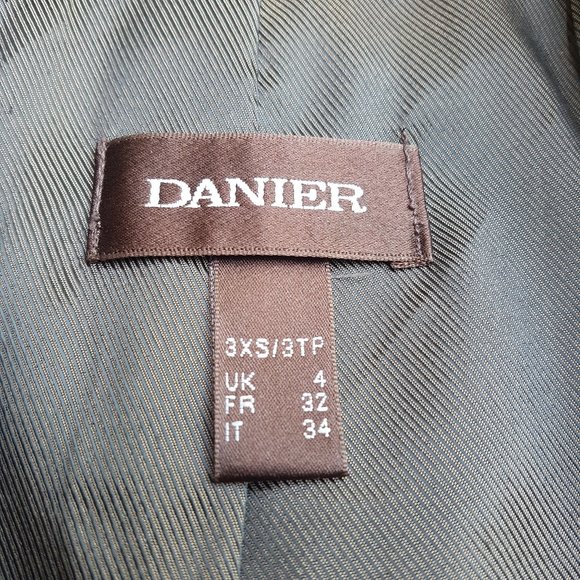 DANIER
3XS/3TP
UK 4
FR 32
IT 34